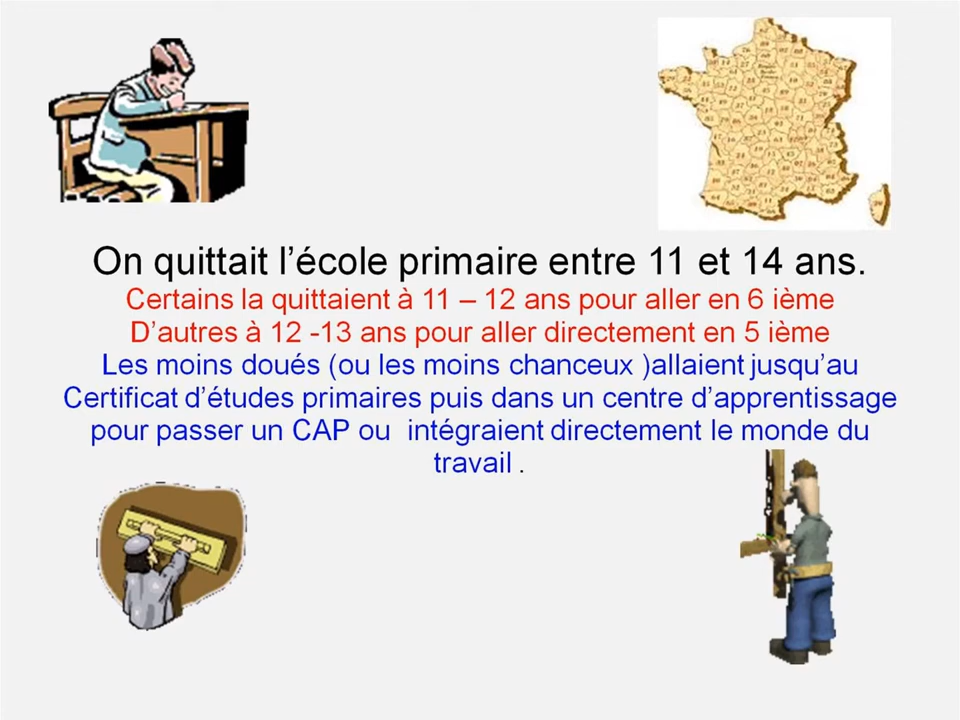 On quittait l’école primaire entre 11 et 14 ans.
Certains la quittaient à 11 – 12 ans pour aller en 6 ième
D’autres à 12 -13 ans pour aller directement en 5 ième
Les moins doués (ou les moins chanceux )allaient jusqu’au
Certificat d’études primaires puis dans un centre d’apprentissage
pour passer un CAP ou  intégraient directement le monde du
travail .